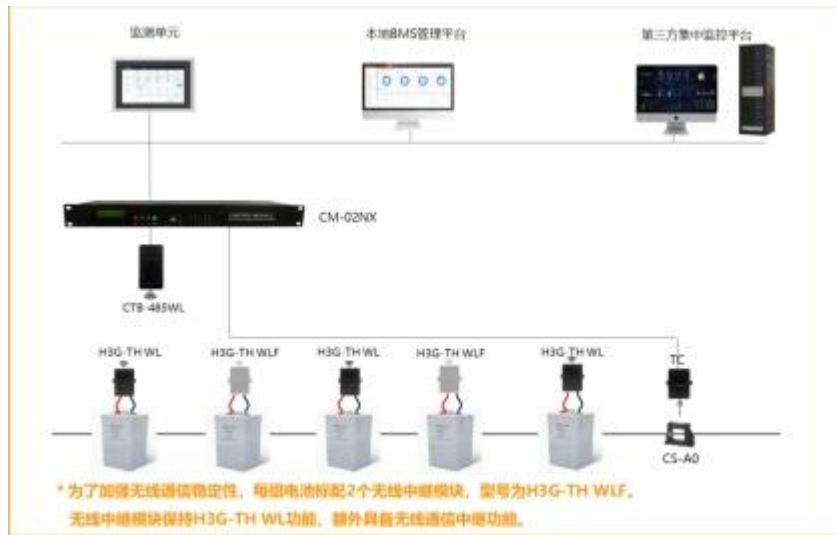 监测单元
本地BMS管理平台
第三方集中监控平台
CM-02NX
CTB-485WL
H3G-TH WL
H3G-TH WLF
H3G-TH WL
H3G-TH WLF
H3G-TH WL
TC
CS-A0
*为了加强无线通信稳定性，每组电池标配2个无线中继模块，型号为H3G-TH WLF。
无线中继模块保持H3G-TH WL功能，额外具备无线通信中继功能。